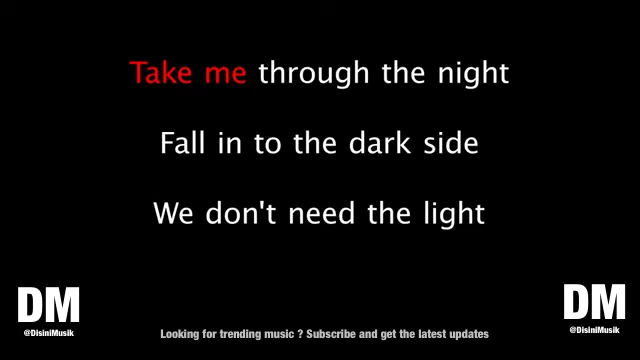 Take me through the night
Fall in to the dark side
We don't need the light
DM
@DisiniMusik
DM
@DisiniMusik
Looking for trending music ? Subscribe and get the latest updates